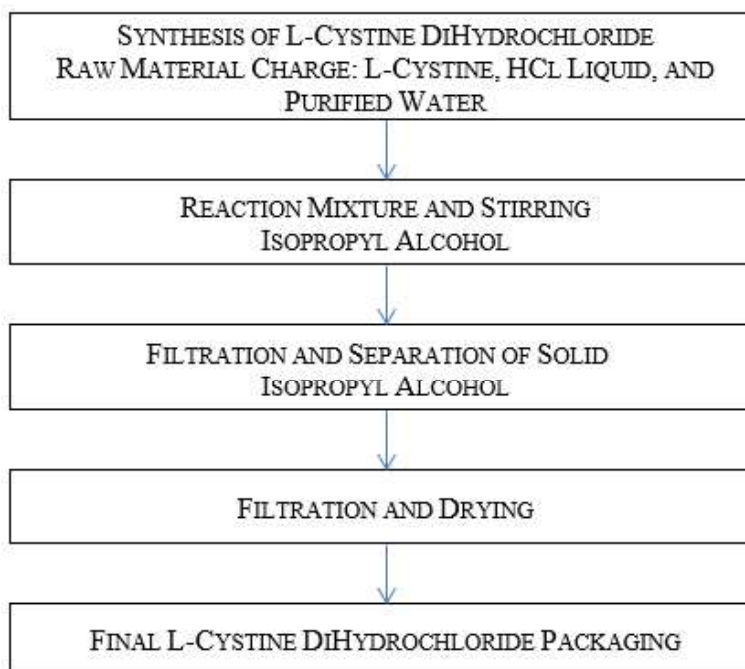 SYNTHESIS OF L-CYSTINE DIHYDROCHLORIDE
RAW MATERIAL CHARGE: L-CYSTINE, HCL LIQUID, AND
PURIFIED WATER
REACTION MIXTURE AND STIRRING
ISOPROPYL ALCOHOL
FILTRATION AND SEPARATION OF SOLID
ISOPROPYL ALCOHOL
FILTRATION AND DRYING
FINAL L-CYSTINE DIHYDROCHLORIDE PACKAGING